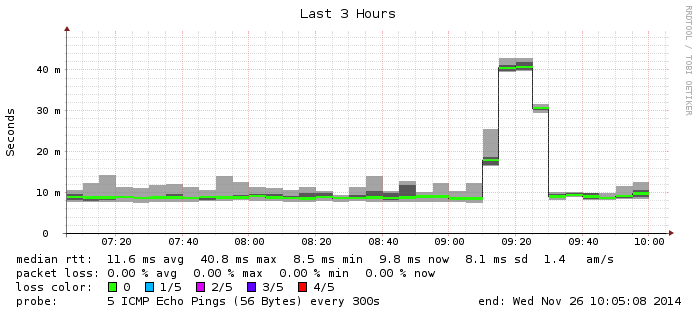 Last 3 Hours
RRDTOOL / TOBI OETIKER
Seconds
40 m
30 m
20 m
10 m
0
07:20 07:40 08:00 08:20 08:40 09:00 09:20 09:40 10:00
median rtt: 11.6 ms avg 40.8 ms max 8.5 ms min 9.8 ms now 8.1 ms sd 1.4 am/s
packet loss: 0.00 % avg 0.00 % max 0.00 % min 0.00 % now
loss color: 0 1/5 2/5 3/5 4/5
probe: 5 ICMP Echo Pings (56 Bytes) every 300s end: Wed Nov 26 10:05:08 2014